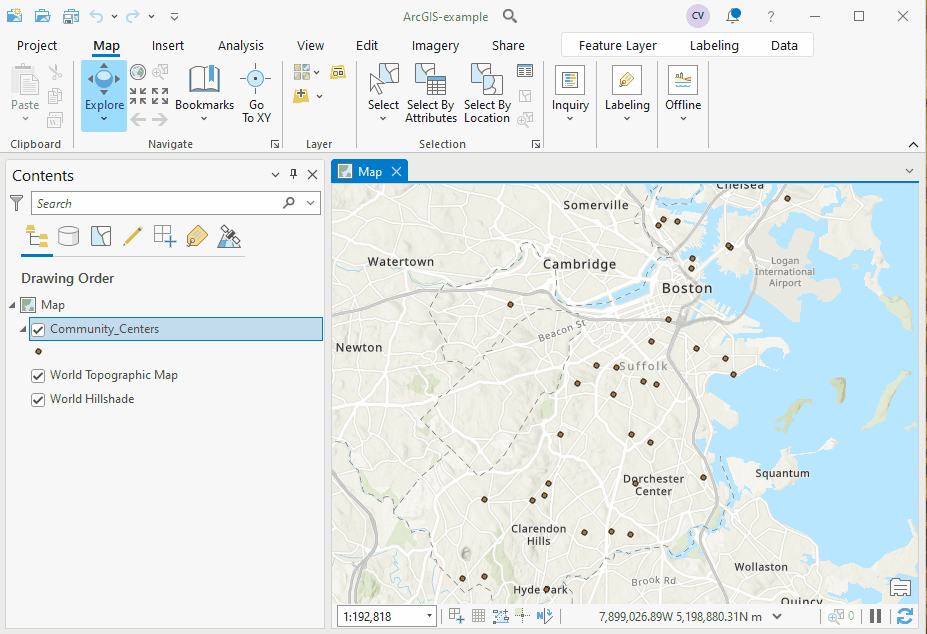 ArcGIS-example
CV
?
Project Map Insert Analysis View Edit Imagery Share Feature Layer Labeling Data
Paste
Explore
Bookmarks
Go
To XY
Select
Select By
Attributes
Select By
Location
Inquiry
Labeling
Offline
Clipboard
Navigate
Layer
Selection
Contents
Search
Drawing Order
Map
Community_Centers
World Topographic Map
World Hillshade
Map
Chelsea
Somerville
Watertown
Cambridge
Logan
International
Airport
Boston
Beacon St
Newton
Suffolk
Squantum
Dorchester
Center
Clarendon
Hills
Wollaston
Brook Rd
Hyde Park
Quincy
1:192,818
7,899,026.89W 5,198,880.31N m
0